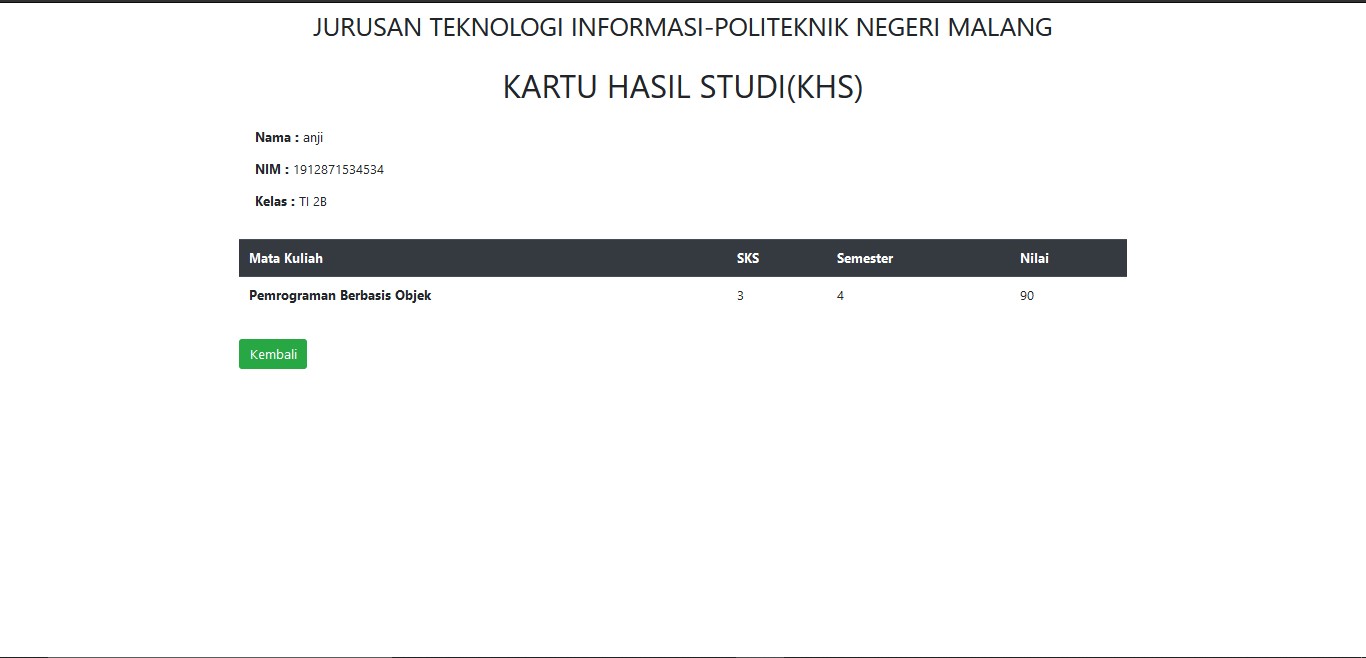 JURUSAN TEKNOLOGI INFORMASI-POLITEKNIK NEGERI MALANG
KARTU HASIL STUDI(KHS)
Nama : anji
NIM : 1912871534534
Kelas : TI 2B
Mata Kuliah SKS Semester Nilai
Pemrograman Berbasis Objek 3 4 90
Kembali